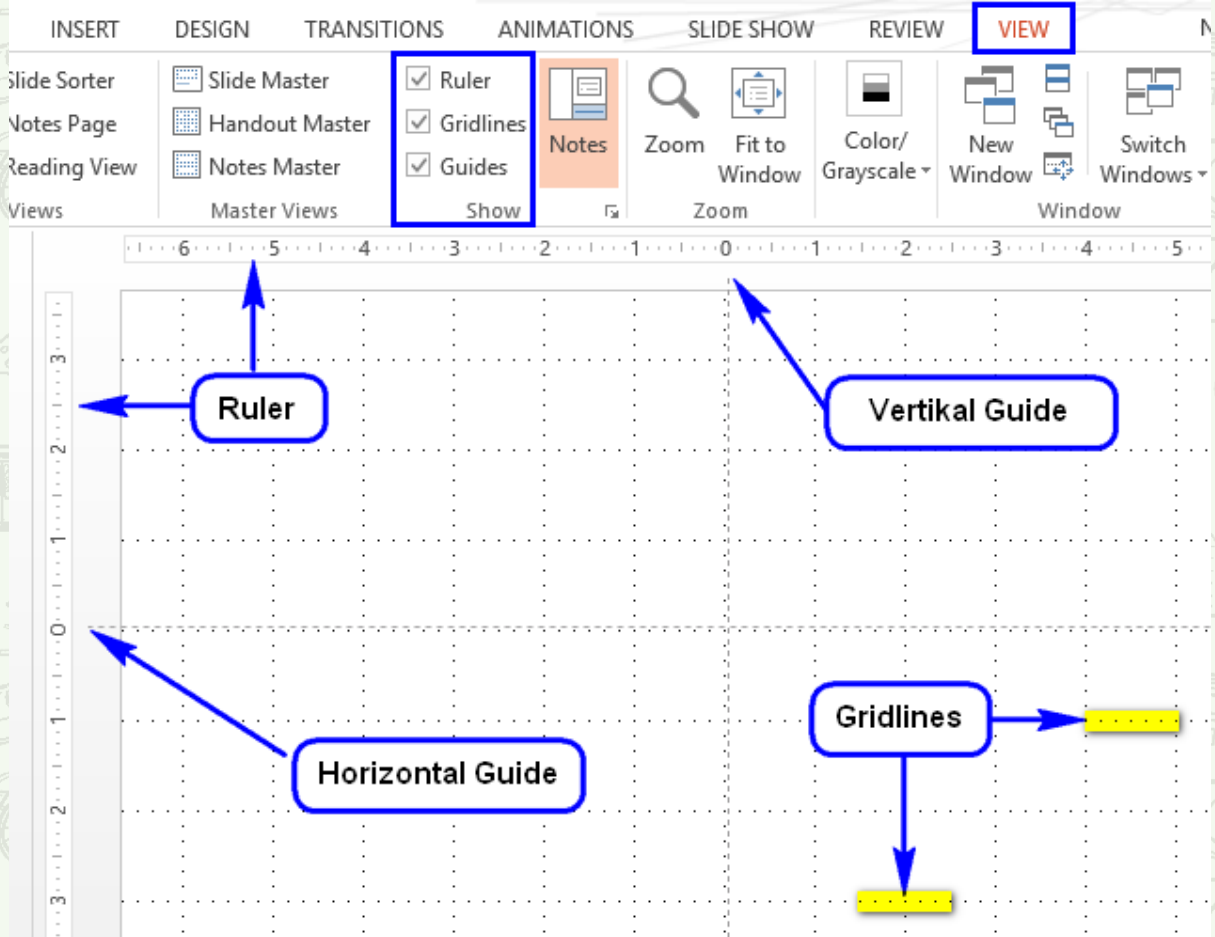 INSERT DESIGN TRANSITIONS ANIMATIONS SLIDE SHOW REVIEW VIEW
Slide Sorter Slide Master Ruler
Notes Page Handout Master Gridlines
Reading View Notes Master Guides
Notes Zoom Fit to Window Color/ Grayscale New Window Switch Windows
Views Master Views Show Zoom Window
6 5 4 3 2 1 0 1 2 3 4 5
3
Ruler Vertikal Guide
2
1
0
1 Gridlines
Horizontal Guide
2
3